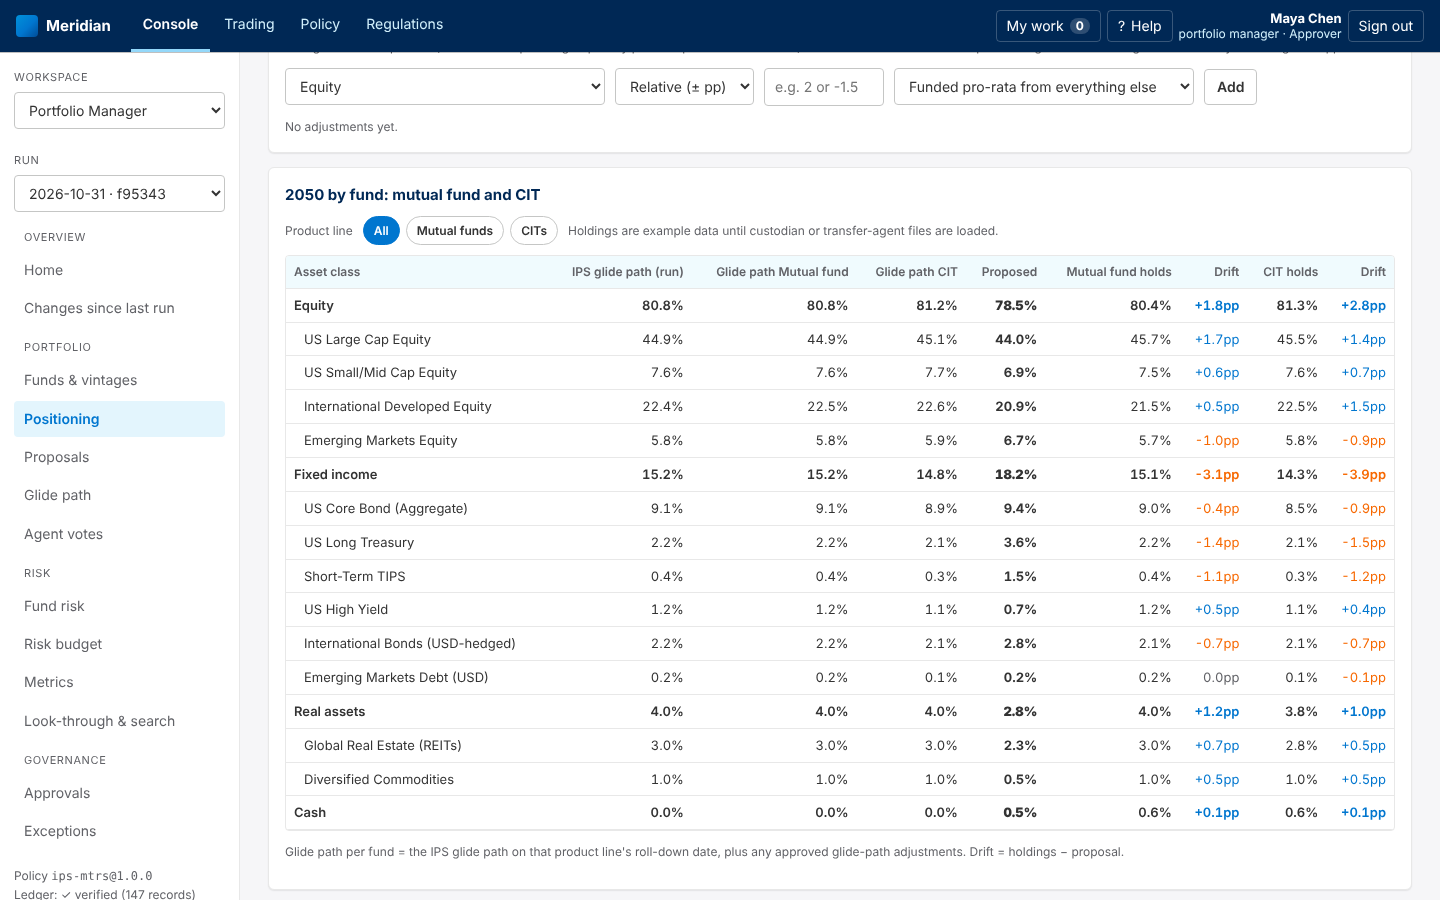 Meridian
Console
Trading
Policy
Regulations
My work 0
? Help
Maya Chen
portfolio manager · Approver
Sign out
WORKSPACE
Portfolio Manager
RUN
2026-10-31 · f95343
OVERVIEW
Home
Changes since last run
PORTFOLIO
Funds & vintages
Positioning
Proposals
Glide path
Agent votes
RISK
Fund risk
Risk budget
Metrics
Look-through & search
GOVERNANCE
Approvals
Exceptions
Policy ips-mtrs@1.0.0
Ledger: ✓ verified (147 records)
Equity
Relative (± pp)
e.g. 2 or -1.5
Funded pro-rata from everything else
Add
No adjustments yet.
2050 by fund: mutual fund and CIT
Product line All Mutual funds CITs Holdings are example data until custodian or transfer-agent files are loaded.
Asset class IPS glide path (run) Glide path Mutual fund Glide path CIT Proposed Mutual fund holds Drift CIT holds Drift
Equity 80.8% 80.8% 81.2% 78.5% 80.4% +1.8pp 81.3% +2.8pp
US Large Cap Equity 44.9% 44.9% 45.1% 44.0% 45.7% +1.7pp 45.5% +1.4pp
US Small/Mid Cap Equity 7.6% 7.6% 7.7% 6.9% 7.5% +0.6pp 7.6% +0.7pp
International Developed Equity 22.4% 22.5% 22.6% 20.9% 21.5% +0.5pp 22.5% +1.5pp
Emerging Markets Equity 5.8% 5.8% 5.9% 6.7% 5.7% -1.0pp 5.8% -0.9pp
Fixed income 15.2% 15.2% 14.8% 18.2% 15.1% -3.1pp 14.3% -3.9pp
US Core Bond (Aggregate) 9.1% 9.1% 8.9% 9.4% 9.0% -0.4pp 8.5% -0.9pp
US Long Treasury 2.2% 2.2% 2.1% 3.6% 2.2% -1.4pp 2.1% -1.5pp
Short-Term TIPS 0.4% 0.4% 0.3% 1.5% 0.4% -1.1pp 0.3% -1.2pp
US High Yield 1.2% 1.2% 1.1% 0.7% 1.2% +0.5pp 1.1% +0.4pp
International Bonds (USD-hedged) 2.2% 2.2% 2.1% 2.8% 2.1% -0.7pp 2.1% -0.7pp
Emerging Markets Debt (USD) 0.2% 0.2% 0.1% 0.2% 0.2% 0.0pp 0.1% -0.1pp
Real assets 4.0% 4.0% 4.0% 2.8% 4.0% +1.2pp 3.8% +1.0pp
Global Real Estate (REITs) 3.0% 3.0% 3.0% 2.3% 3.0% +0.7pp 2.8% +0.5pp
Diversified Commodities 1.0% 1.0% 1.0% 0.5% 1.0% +0.5pp 1.0% +0.5pp
Cash 0.0% 0.0% 0.0% 0.5% 0.6% +0.1pp 0.6% +0.1pp
Glide path per fund = the IPS glide path on that product line's roll-down date, plus any approved glide-path adjustments. Drift = holdings − proposal.